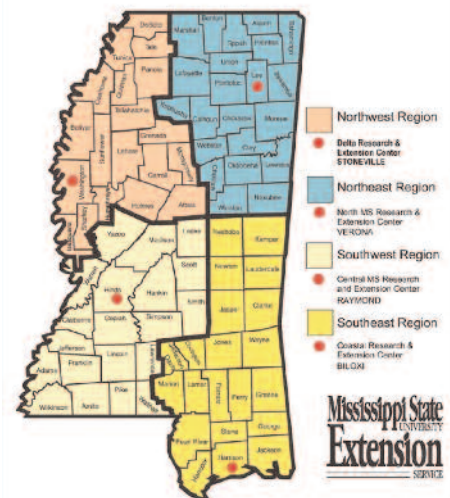 DeSoto
Benton
Alcorn
Marshall
Tippah
Prentiss
Tate
Tunica
Panola
Lafayette
Union
Lee
Pontotoc
Calhoun
Chickasaw
Monroe
Bolivar
Grenada
Webster
Clay
Leflore
Carroll
Oktibbeha
Lowndes
Washington
Sunflower
Montgomery
Holmes
Attala
Winston
Noxubee
Yazoo
Madison
Leake
Neshoba
Kemper
Scott
Newton
Lauderdale
Hinds
Rankin
Smith
Jasper
Clarke
Claiborne
Copiah
Simpson
Jefferson
Jones
Wayne
Adams
Franklin
Lincoln
Marion
Lamar
Forrest
Perry
Greene
Wilkinson
Amite
Pike
Walthall
Stone
George
Pearl River
Harrison
Jackson
Hancock
Northwest Region
Delta Research &
Extension Center
STONEVILLE
Northeast Region
North MS Research &
Extension Center
VERONA
Southwest Region
Central MS Research
and Extension Center
RAYMOND
Southeast Region
Coastal Research &
Extension Center
BILOXI
Mississippi State
UNIVERSITY
Extension
SERVICE